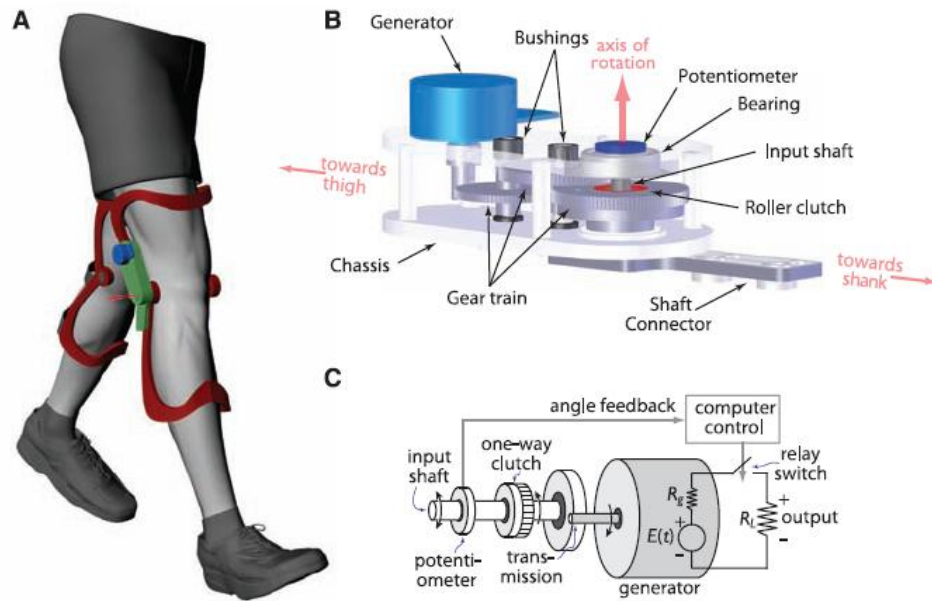 A
B
Generator
Bushings
axis of
rotation
Potentiometer
Bearing
Input shaft
Roller clutch
towards
thigh
Chassis
Gear train
towards
shank
Shaft
Connector
C
angle feedback
computer
control
input
shaft
one-way
clutch
relay
switch
potenti-
ometer
trans-
mission
generator
Rg
E(t)
+
−
RL
+
output
−